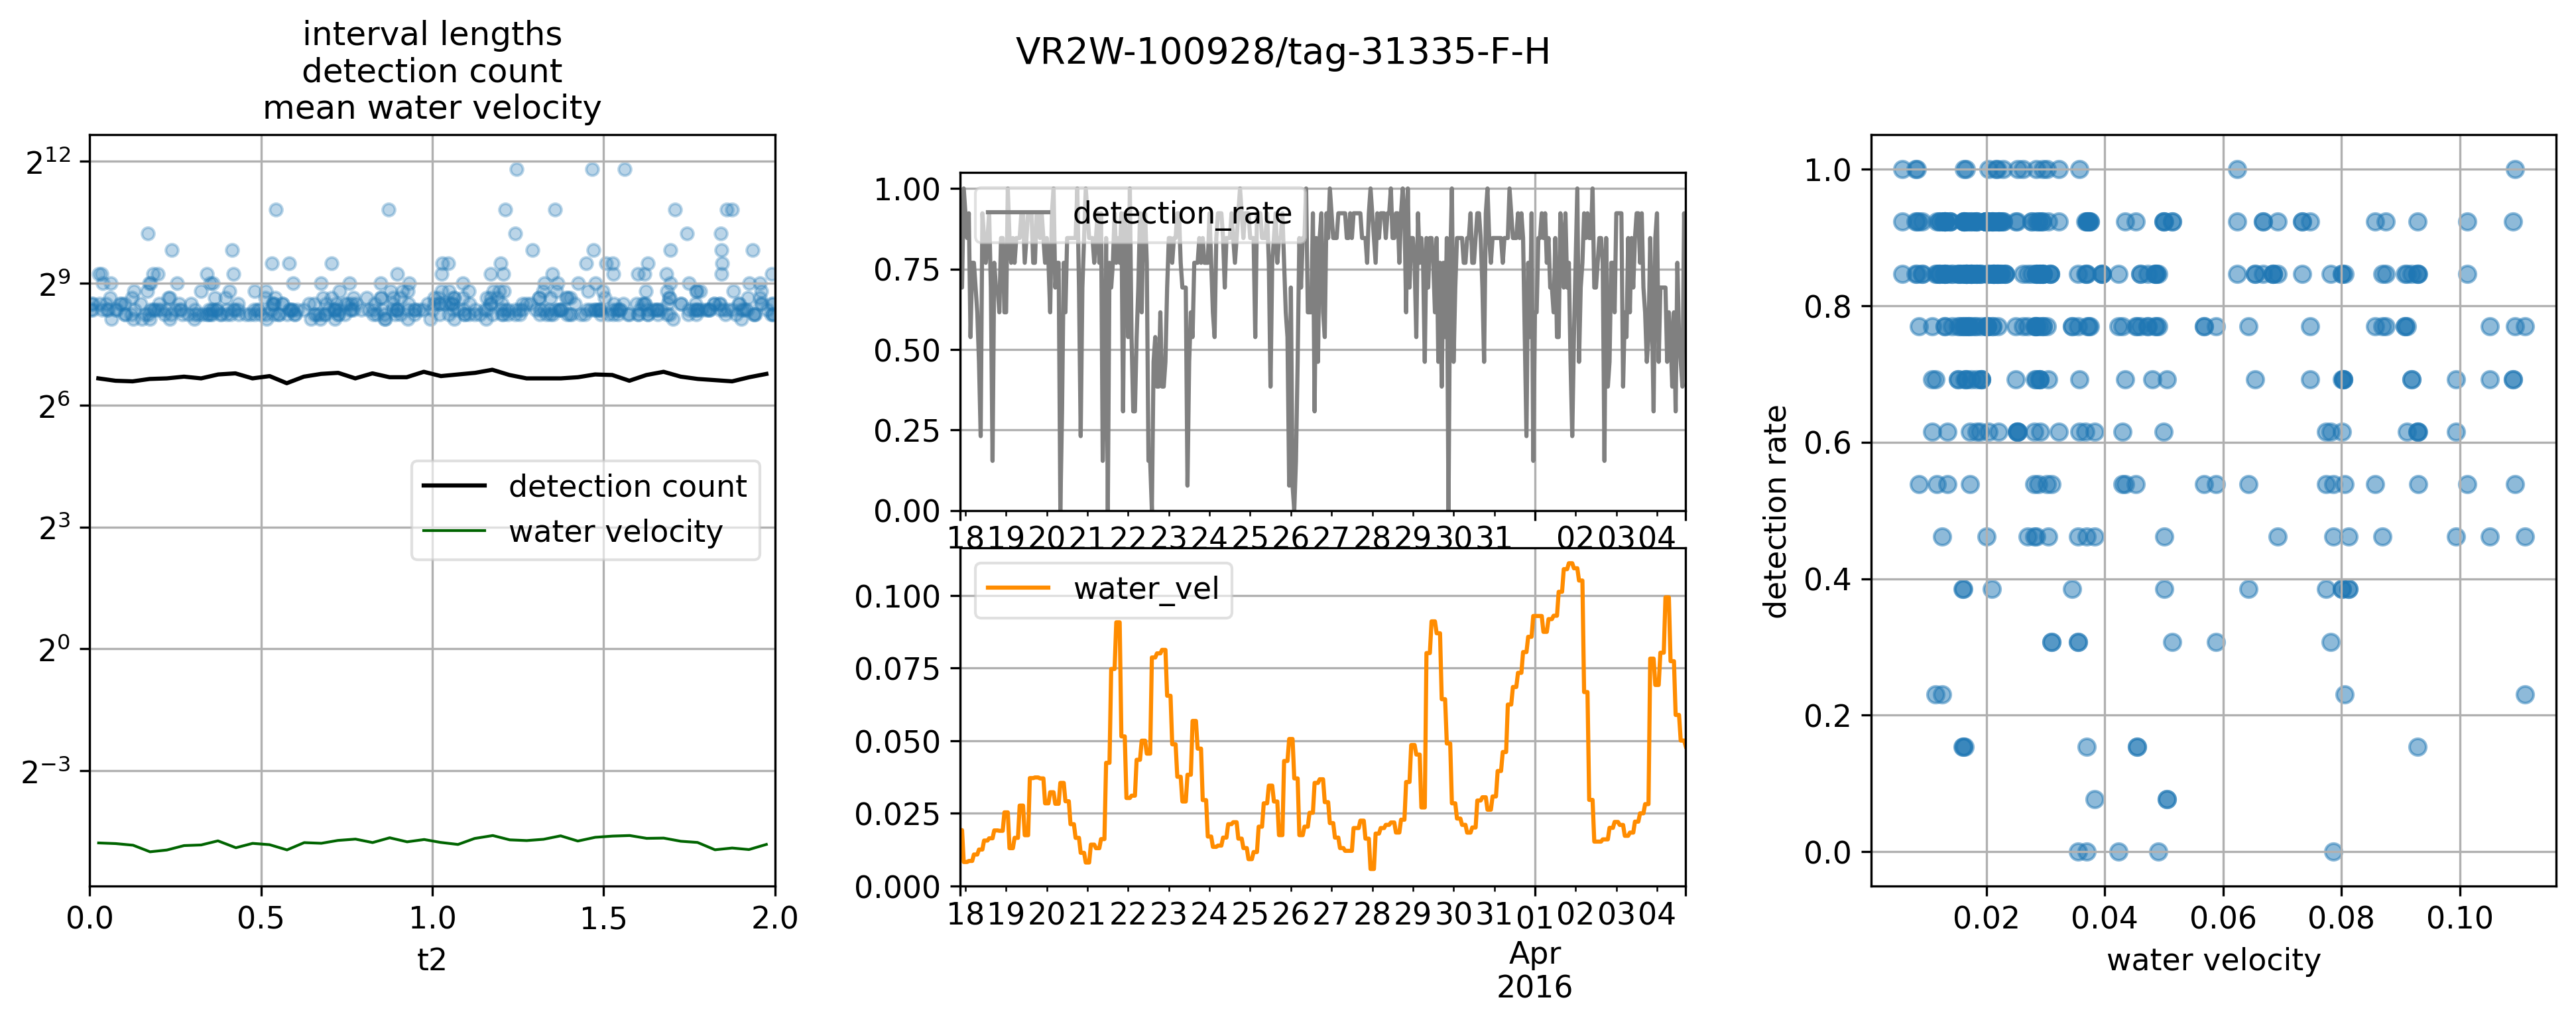 VR2W-100928/tag-31335-F-H
interval lengths
detection count
mean water velocity
2^12
2^9
2^6
2^3
2^0
2^-3
detection count
water velocity
0.0 0.5 1.0 1.5 2.0
t2
1.00
0.75
0.50
0.25
0.00
detection_rate
18 19 20 21 22 23 24 25 26 27 28 29 30 31 02 03 04
0.100
0.075
0.050
0.025
0.000
water_vel
18 19 20 21 22 23 24 25 26 27 28 29 30 31 01 02 03 04
Apr
2016
detection rate
1.0
0.8
0.6
0.4
0.2
0.0
0.02 0.04 0.06 0.08 0.10
water velocity